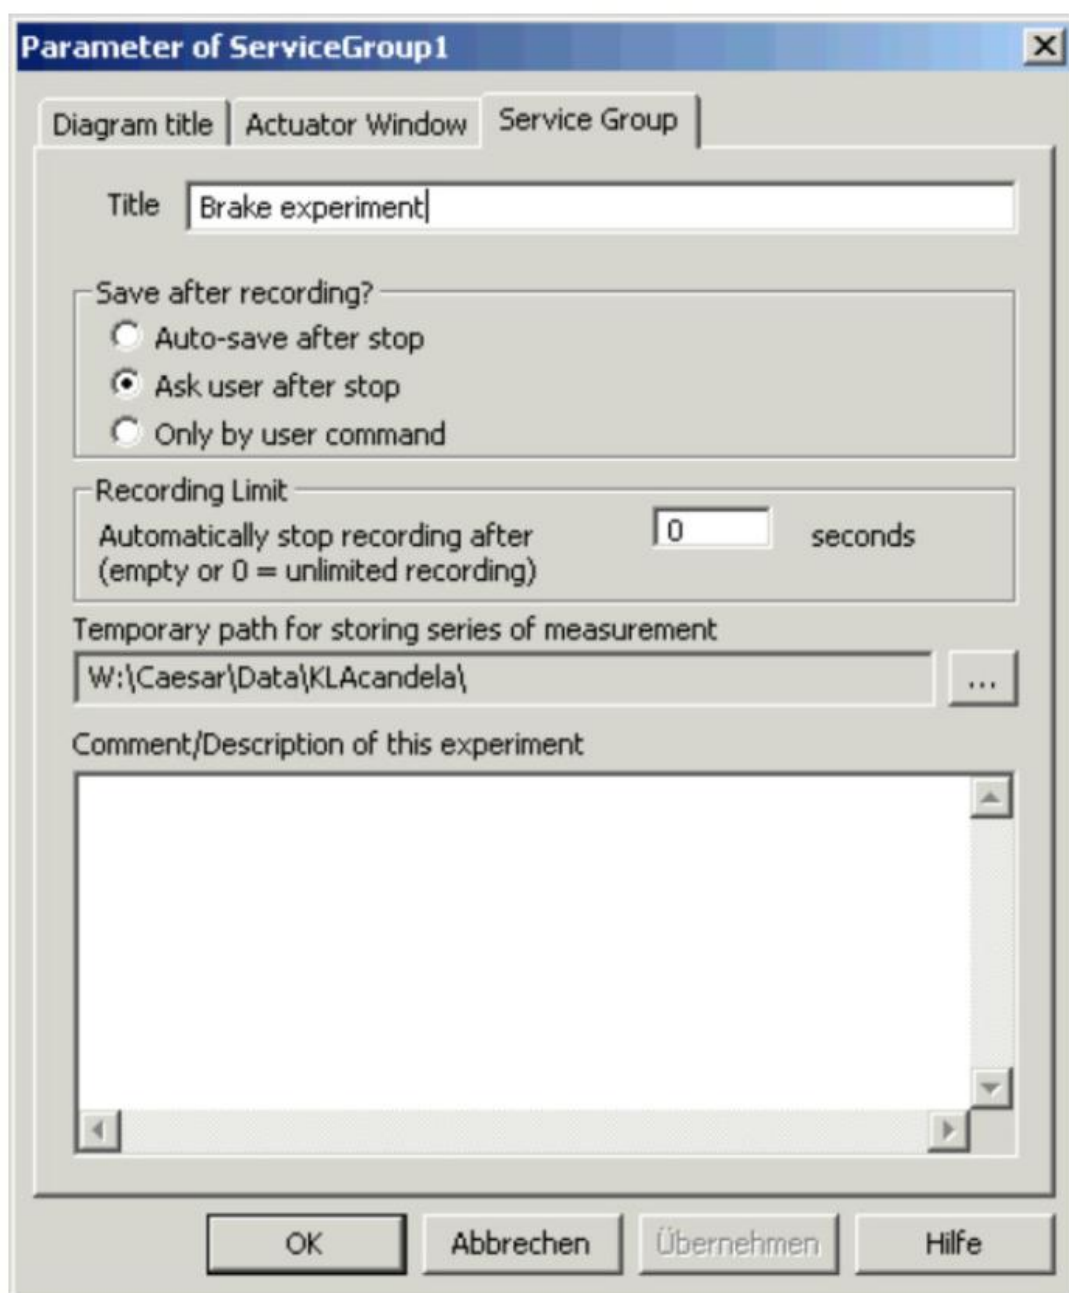 Parameter of ServiceGroup1
Diagram title Actuator Window Service Group
Title Brake experiment
Save after recording?
Auto-save after stop
Ask user after stop
Only by user command
Recording Limit
Automatically stop recording after 0 seconds
(empty or 0 = unlimited recording)
Temporary path for storing series of measurement
W:\Caesar\Data\KLAcandela\ ...
Comment/Description of this experiment
OK Abbrechen Übernehmen Hilfe